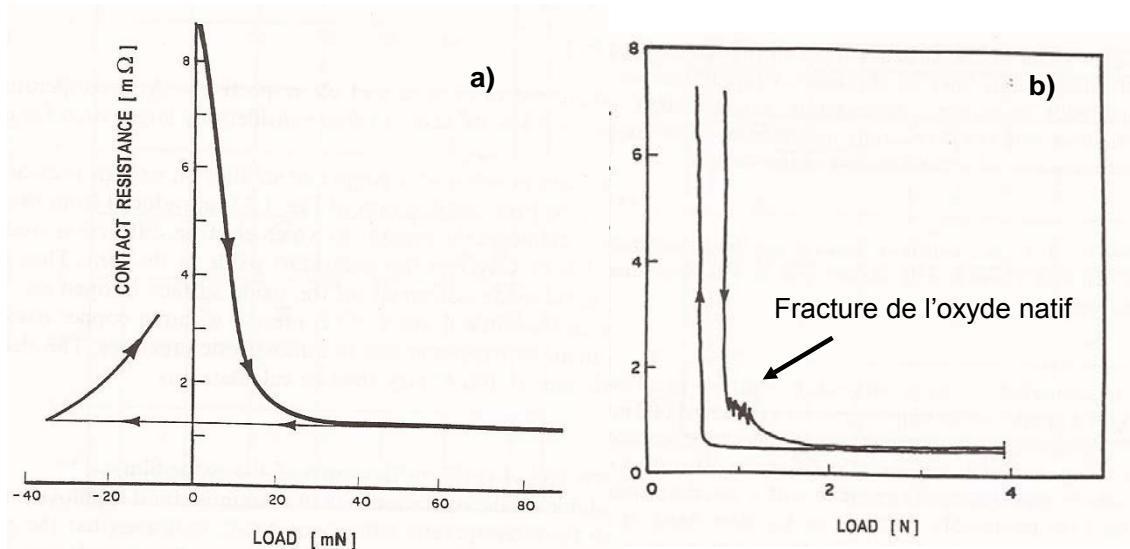 a)
CONTACT RESISTANCE [mΩ]
8
6
4
2
−40 −20 0 20 40 60 80
LOAD [mN]
b)
8
6
4
2
0
0 2 4
LOAD [N]
Fracture de l’oxyde natif